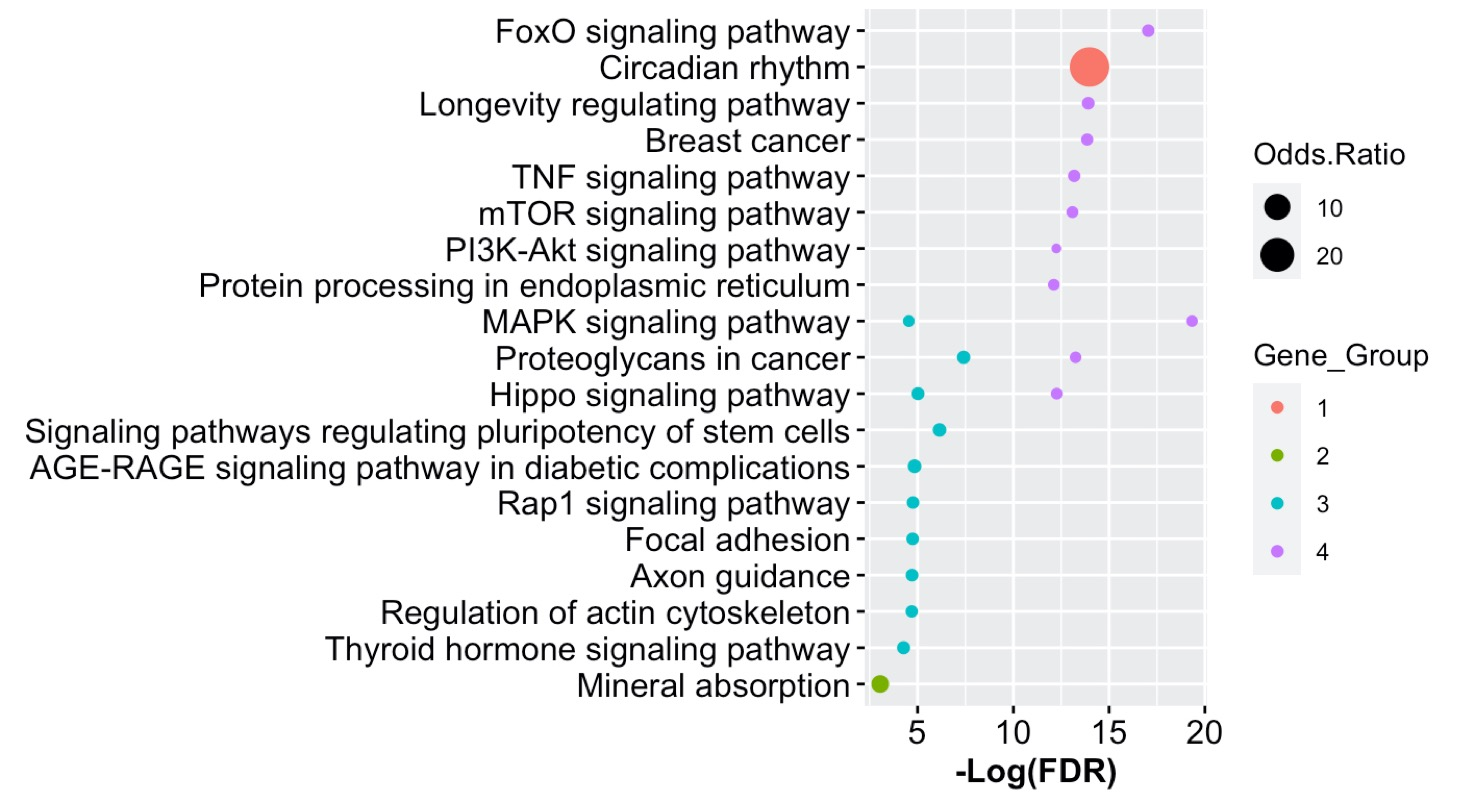 FoxO signaling pathway
Circadian rhythm
Longevity regulating pathway
Breast cancer
TNF signaling pathway
mTOR signaling pathway
PI3K-Akt signaling pathway
Protein processing in endoplasmic reticulum
MAPK signaling pathway
Proteoglycans in cancer
Hippo signaling pathway
Signaling pathways regulating pluripotency of stem cells
AGE-RAGE signaling pathway in diabetic complications
Rap1 signaling pathway
Focal adhesion
Axon guidance
Regulation of actin cytoskeleton
Thyroid hormone signaling pathway
Mineral absorption
5 10 15 20
-Log(FDR)
Odds.Ratio
10
20
Gene_Group
1
2
3
4